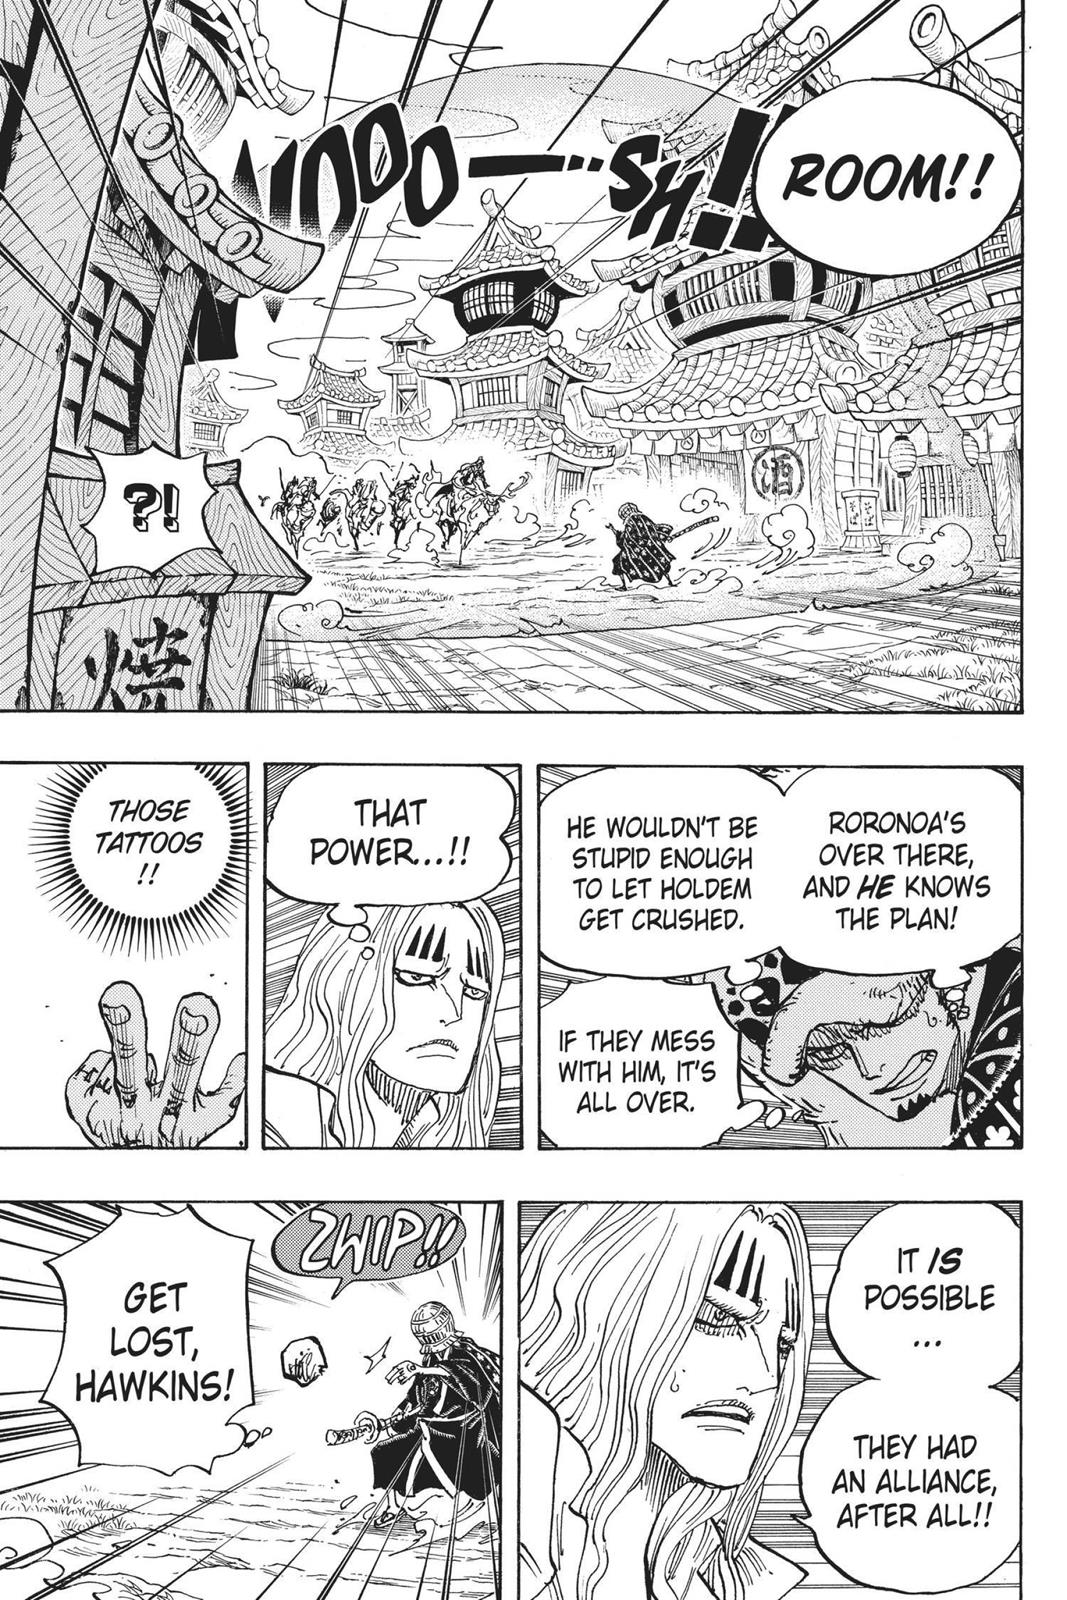 ROOM!!
VOOO—...SH!!
酒
?!
焼
RORONOA'S
OVER THERE,
AND HE KNOWS
THE PLAN!
HE WOULDN'T BE
STUPID ENOUGH
TO LET HOLDEM
GET CRUSHED.
IF THEY MESS
WITH HIM, IT'S
ALL OVER.
THAT
POWER...!!
THOSE
TATTOOS
!!
IT IS
POSSIBLE
...
THEY HAD
AN ALLIANCE,
AFTER ALL!!
ZWIP!!
GET
LOST,
HAWKINS!